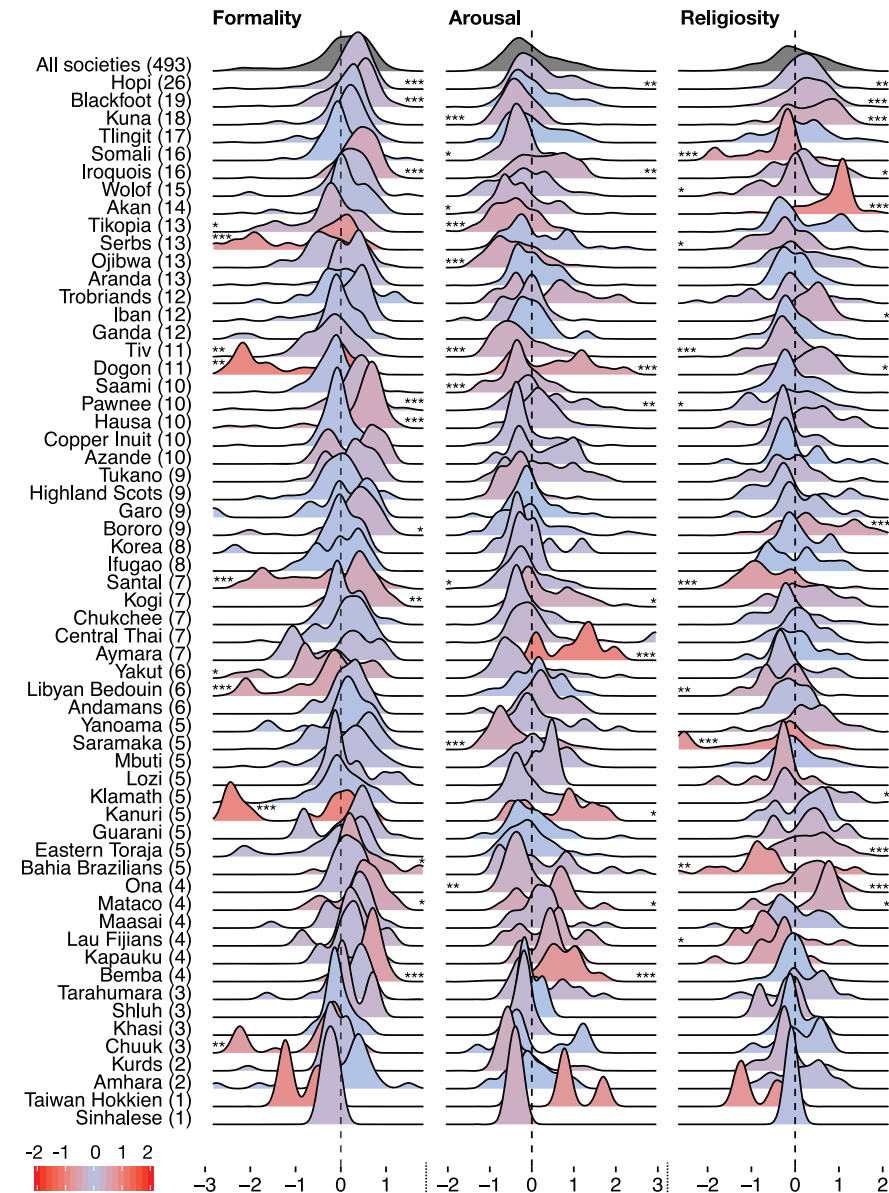 Formality Arousal Religiosity
All societies (493)
Hopi (26) *** ** **
Blackfoot (19) *** ***
Kuna (18) *** ***
Tlingit (17)
Somali (16) * ***
Iroquois (16) *** ** *
Wolof (15) *
Akan (14) * ***
Tikopia (13) * ***
Serbs (13) *** *
Ojibwa (13) ***
Aranda (13)
Trobriands (12)
Iban (12) *
Ganda (12)
Tiv (11) ** *** ***
Dogon (11) ** *** *
Saami (10) ***
Pawnee (10) *** ** *
Hausa (10) ***
Copper Inuit (10)
Azande (10)
Tukano (9)
Highland Scots (9)
Garo (9)
Bororo (9) * ***
Korea (8)
Ifugao (8)
Santal (7) *** * ***
Kogi (7) ** *
Chukchee (7)
Central Thai (7)
Aymara (7) ***
Yakut (6) *
Libyan Bedouin (6) *** **
Andamans (6)
Yanoama (5)
Saramaka (5) *** ***
Mbuti (5)
Lozi (5)
Klamath (5) *
Kanuri (5) *** *
Guarani (5)
Eastern Toraja (5) ***
Bahia Brazilians (5) * **
Ona (4) ** ***
Mataco (4) * * *
Maasai (4)
Lau Fijians (4) *
Kapauku (4)
Bemba (4) *** ***
Tarahumara (3)
Shluh (3)
Khasi (3)
Chuuk (3) **
Kurds (2)
Amhara (2)
Taiwan Hokkien (1)
Sinhalese (1)
-2 -1 0 1 2
−3 −2 −1 0 1 −2 −1 0 1 2 3 −2 −1 0 1 2